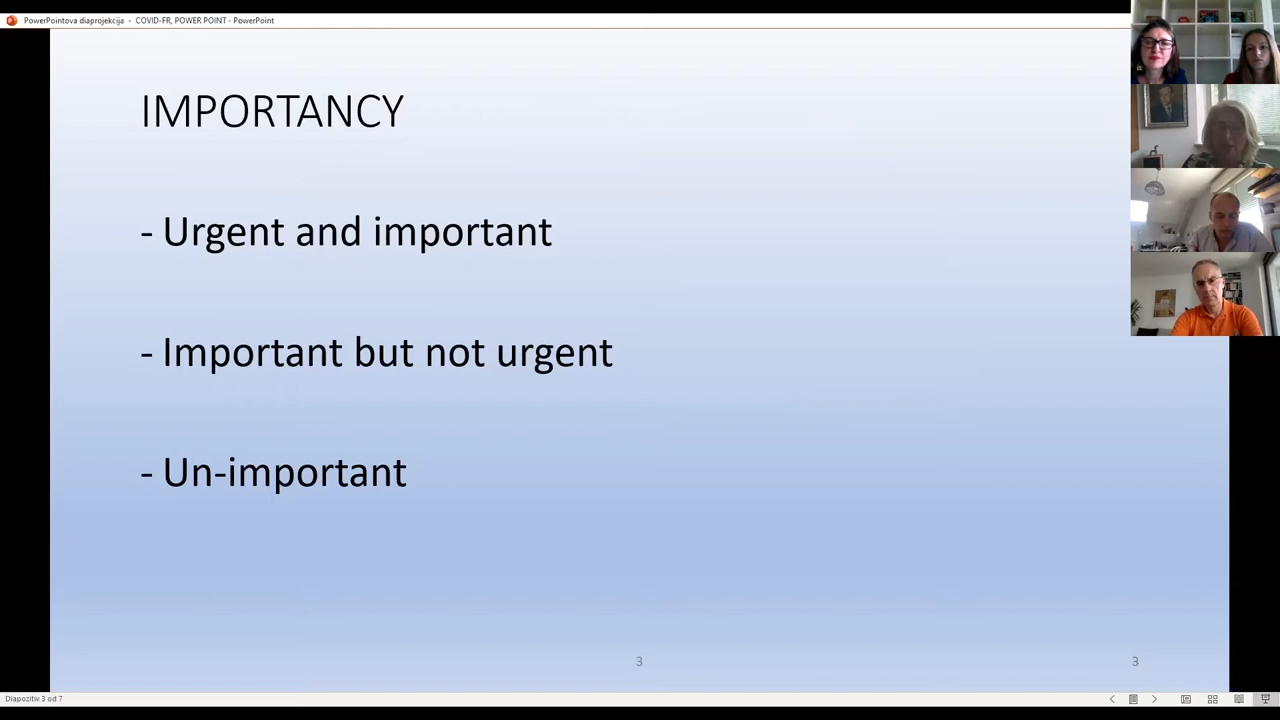 PowerPointova diaprojekcija - COVID-FR, POWER POINT - PowerPoint
IMPORTANCY
- Urgent and important
- Important but not urgent
- Un-important
3
3
Diapozitiv 3 od 7